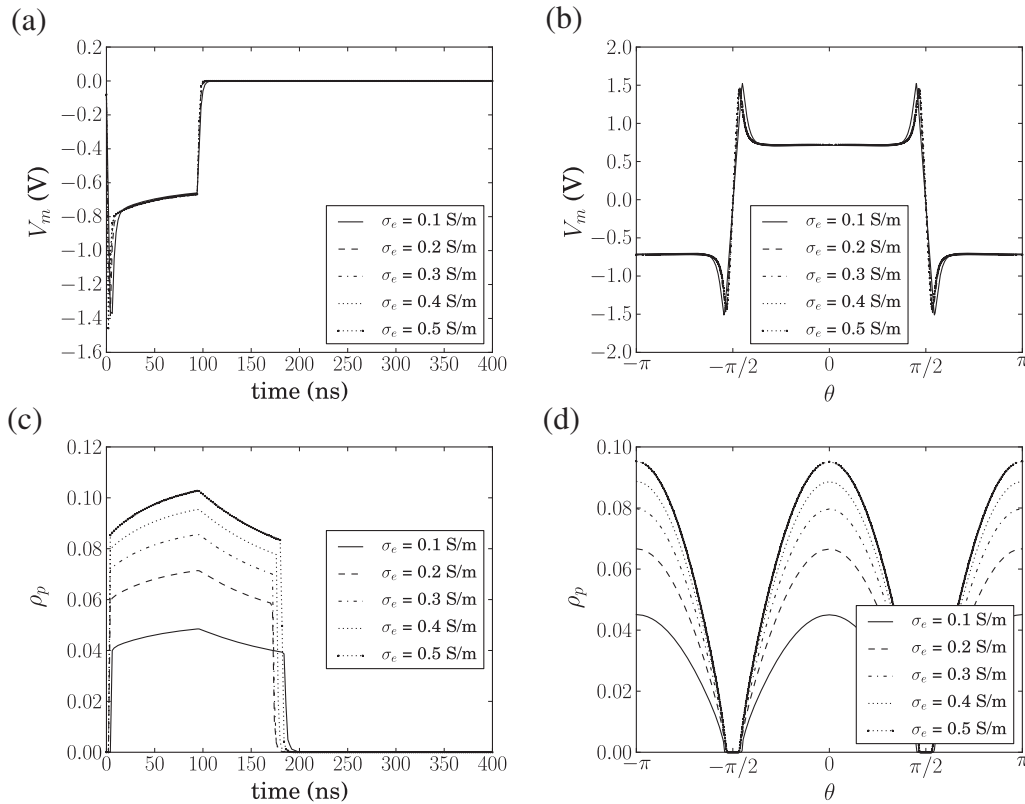 (a)
0.2
0.0
−0.2
−0.4
−0.6
−0.8
−1.0
−1.2
−1.4
−1.6
V_m (V)
0 50 100 150 200 250 300 350 400
time (ns)
σ_e = 0.1 S/m
σ_e = 0.2 S/m
σ_e = 0.3 S/m
σ_e = 0.4 S/m
σ_e = 0.5 S/m
(b)
2.0
1.5
1.0
0.5
0.0
−0.5
−1.0
−1.5
−2.0
V_m (V)
−π −π/2 0 π/2 π
θ
σ_e = 0.1 S/m
σ_e = 0.2 S/m
σ_e = 0.3 S/m
σ_e = 0.4 S/m
σ_e = 0.5 S/m
(c)
0.12
0.10
0.08
0.06
0.04
0.02
0.00
ρ_p
0 50 100 150 200 250 300 350 400
time (ns)
σ_e = 0.1 S/m
σ_e = 0.2 S/m
σ_e = 0.3 S/m
σ_e = 0.4 S/m
σ_e = 0.5 S/m
(d)
0.10
0.08
0.06
0.04
0.02
0.00
ρ_p
−π −π/2 0 π/2 π
θ
σ_e = 0.1 S/m
σ_e = 0.2 S/m
σ_e = 0.3 S/m
σ_e = 0.4 S/m
σ_e = 0.5 S/m